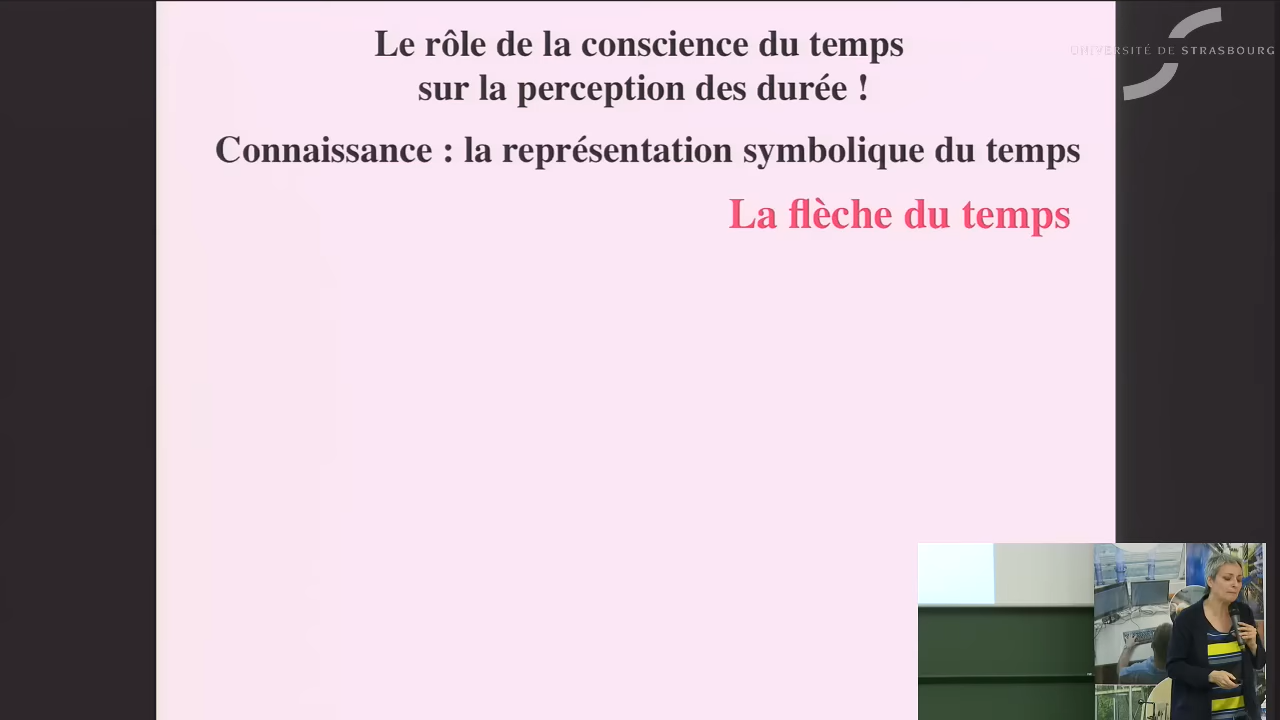 Le rôle de la conscience du temps
UNIVERSITÉ DE STRASBOURG
sur la perception des durée !
Connaissance : la représentation symbolique du temps
La flèche du temps